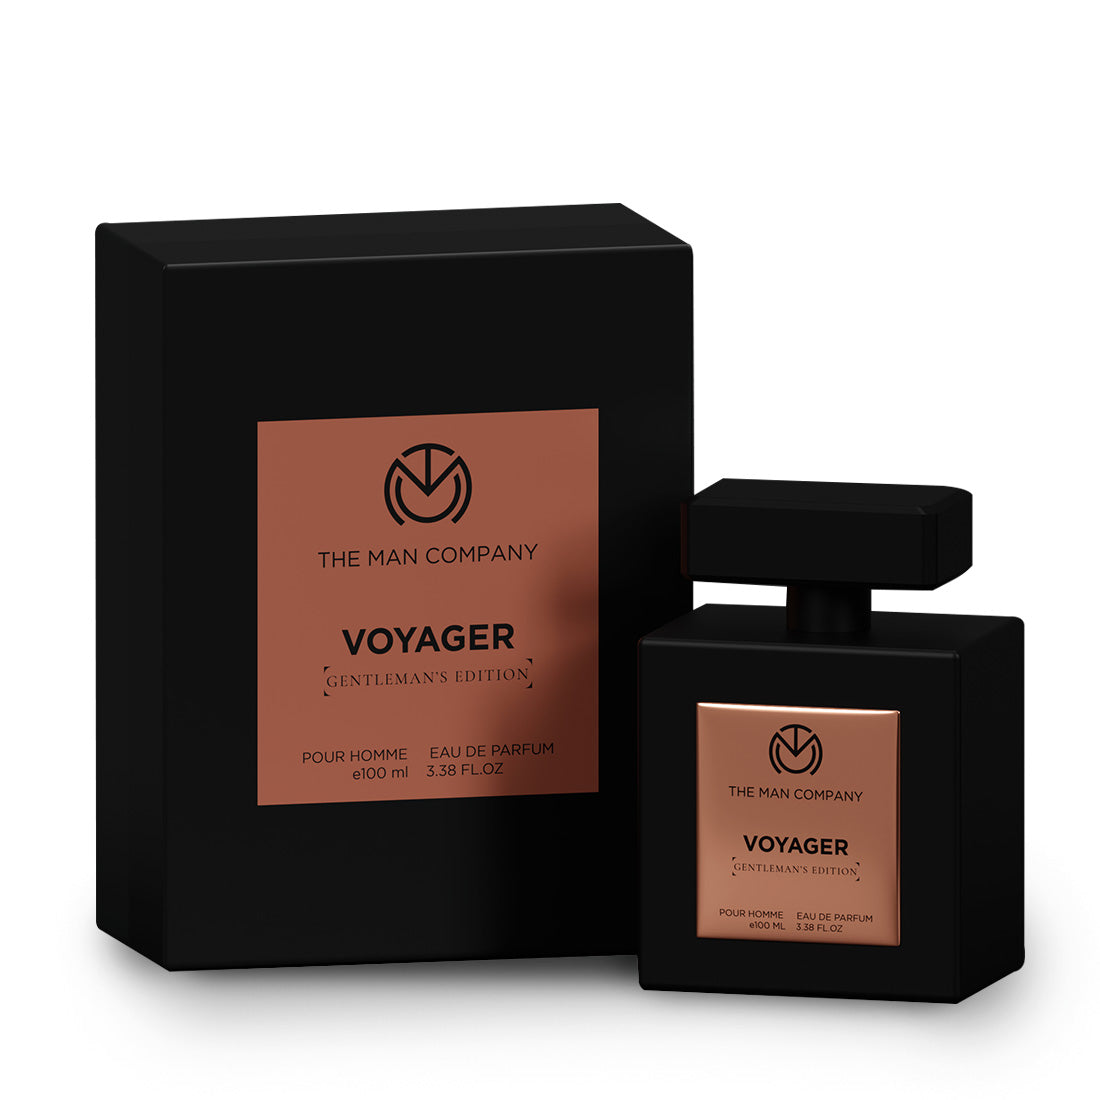 THE MAN COMPANY
VOYAGER
GENTLEMAN'S EDITION
POUR HOMME EAU DE PARFUM
e100 ml 3.38 FL.OZ
THE MAN COMPANY
VOYAGER
GENTLEMAN'S EDITION
POUR HOMME EAU DE PARFUM
e100 ML 3.38 FL.OZ